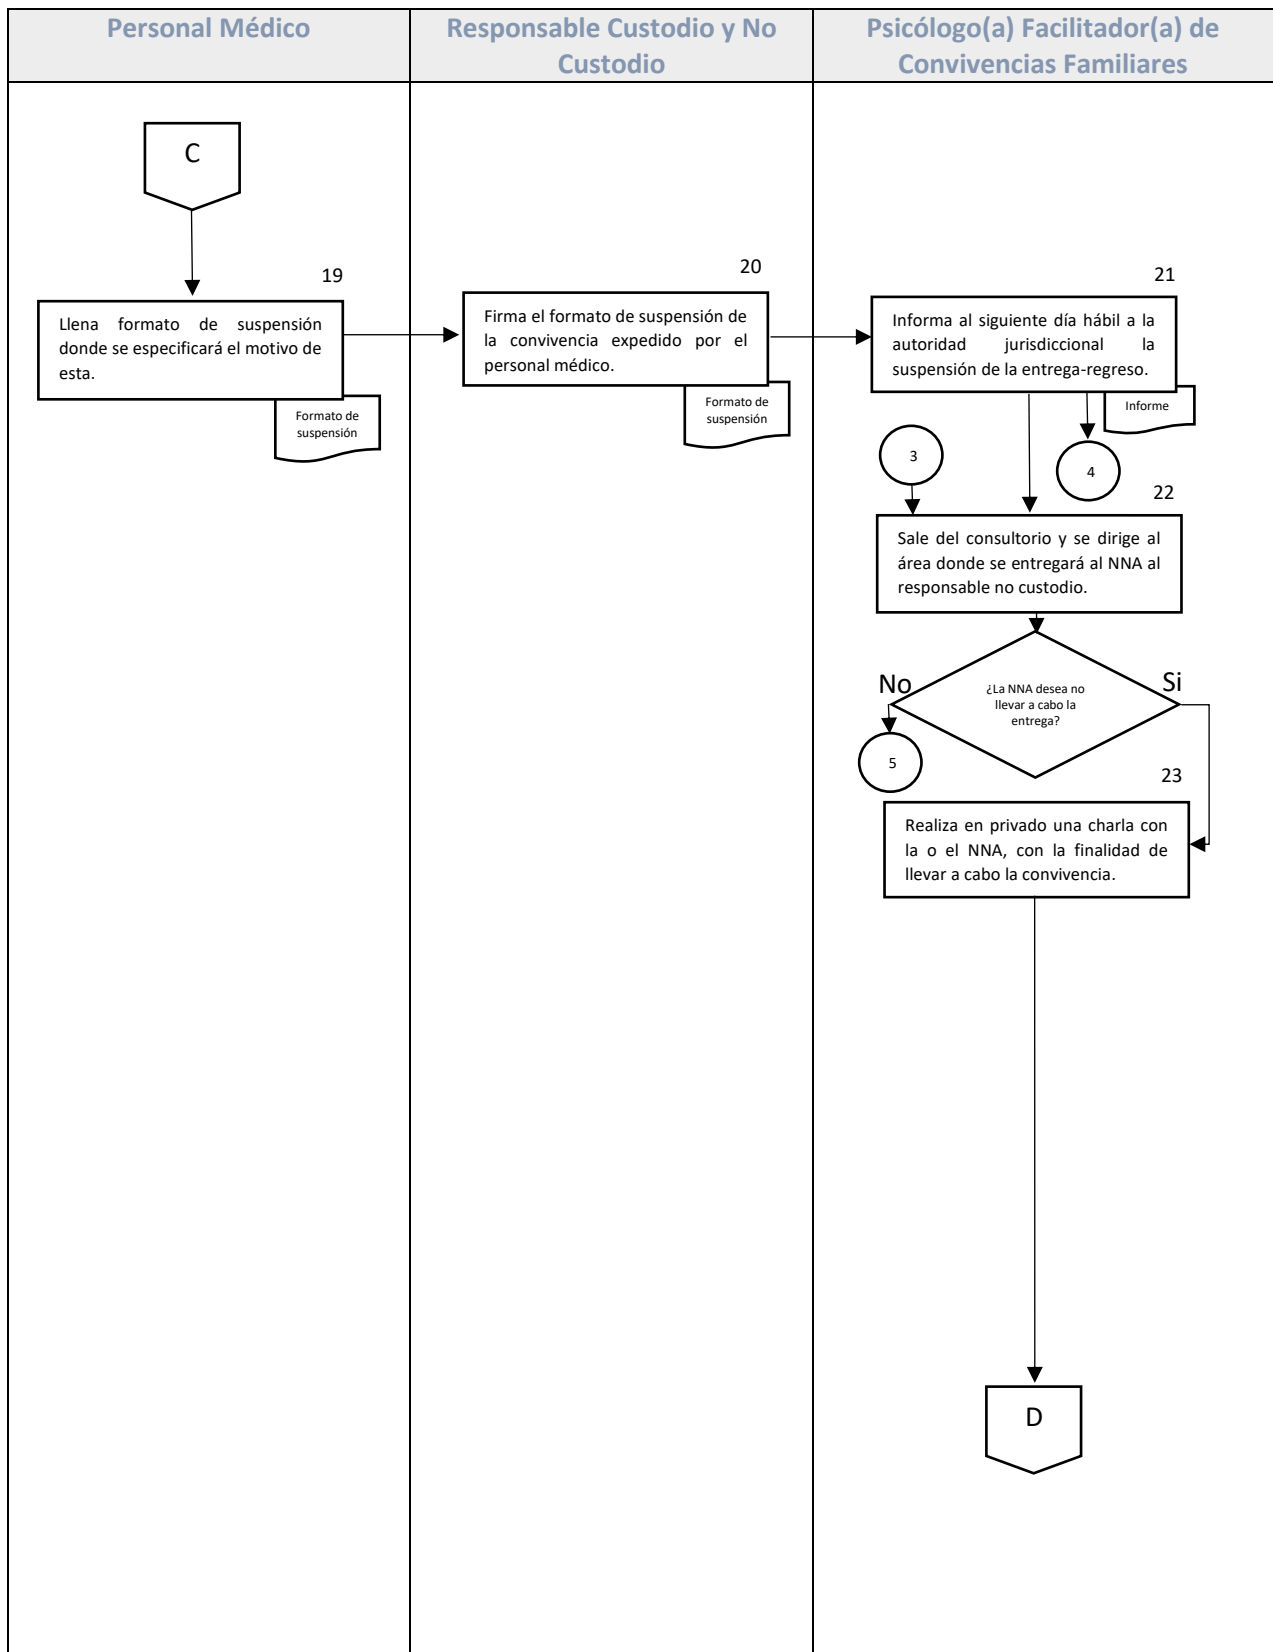 Personal Médico
Responsable Custodio y No
Custodio
Psicólogo(a) Facilitador(a) de
Convivencias Familiares
C
19
Llena formato de suspensión
donde se especificará el motivo de
esta.
Formato de
suspensión
20
Firma el formato de suspensión de
la convivencia expedido por el
personal médico.
Formato de
suspensión
21
Informa al siguiente día hábil a la
autoridad jurisdiccional la
suspensión de la entrega-regreso.
Informe
3
4
22
Sale del consultorio y se dirige al
área donde se entregará al NNA al
responsable no custodio.
No
¿La NNA desea no
llevar a cabo la
entrega?
Si
5
23
Realiza en privado una charla con
la o el NNA, con la finalidad de
llevar a cabo la convivencia.
D